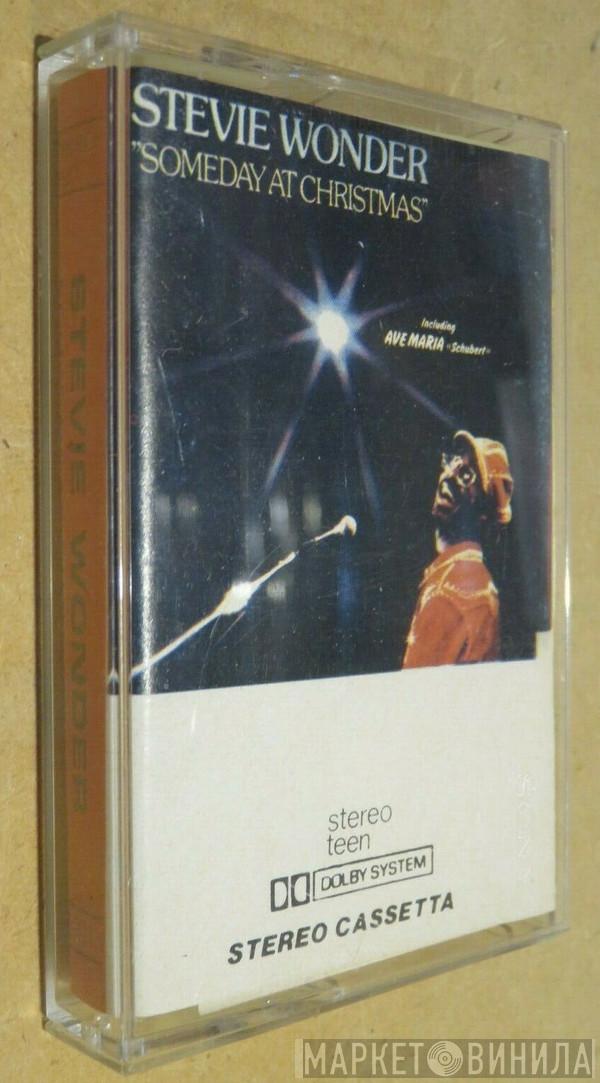 STEVIE WONDER
"SOMEDAY AT CHRISTMAS"
Including
AVE MARIA «Schubert»
stereo
teen
DOLBY SYSTEM
STEREO CASSETTA
STEVIE WONDER
SONY
МАРКЕТ ВИНИЛА